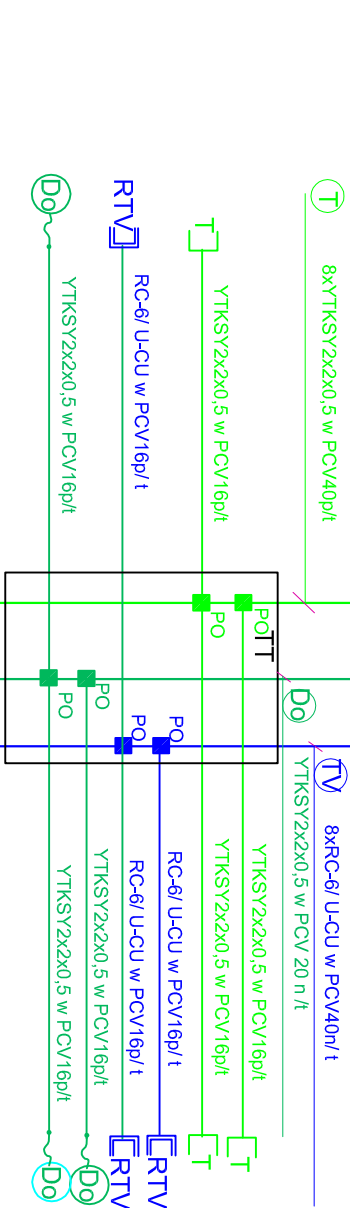 T
8xYTKSY2x2x0,5 w PCV40p/t
T
YTKSY2x2x0,5 w PCV16p/t
RTV
RC-6/ U-CU w PCV16p/ t
Do
YTKSY2x2x0,5 w PCV16p/t
TT
PO
PO
PO
PO
PO
PO
Do
YTKSY2x2x0,5 w PCV 20 n /t
TV
8xRC-6/ U-CU w PCV40n/ t
YTKSY2x2x0,5 w PCV16p/t
T
YTKSY2x2x0,5 w PCV16p/t
T
RC-6/ U-CU w PCV16p/ t
RTV
RC-6/ U-CU w PCV16p/ t
RTV
YTKSY2x2x0,5 w PCV16p/t
Do
YTKSY2x2x0,5 w PCV16p/t
Do